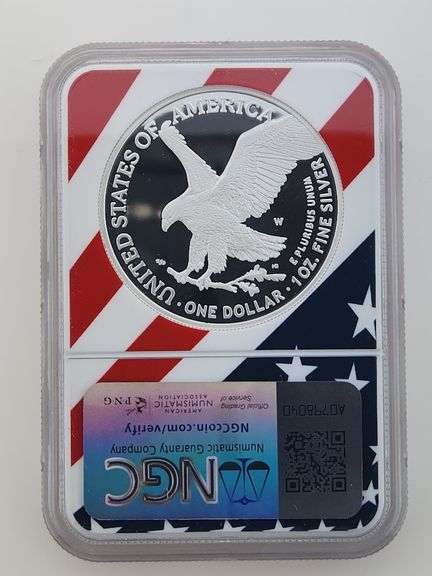 UNITED STATES OF AMERICA
W
E PLURIBUS UNUM
1 OZ. FINE SILVER
ONE DOLLAR
NGC
Numismatic Guaranty Company
NGCcoin.com/verify
Official Grading
Service of
AMERICAN
NUMISMATIC
ASSOCIATION
PNG